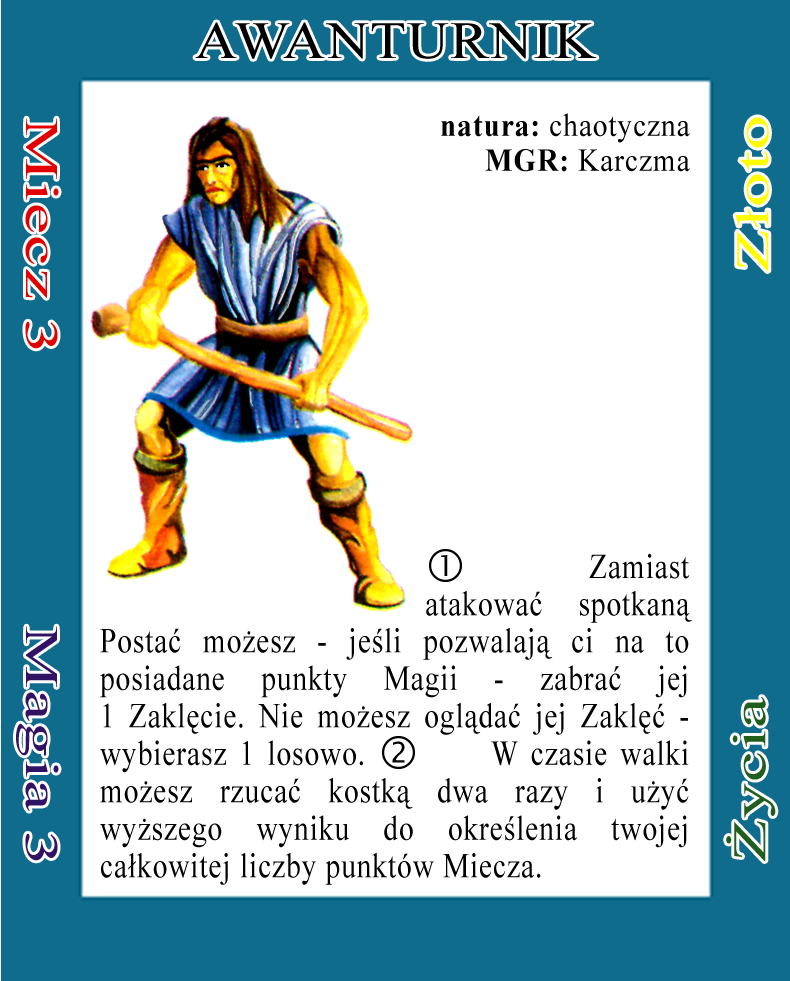 AWANTURNIK
natura: chaotyczna
MGR: Karczma
Miecz 3
Złoto
Magia 3
Życia
① Zamiast
atakować spotkaną
Postać możesz - jeśli pozwalają ci na to
posiadane punkty Magii - zabrać jej
1 Zaklęcie. Nie możesz oglądać jej Zaklęć -
wybierasz 1 losowo. ② W czasie walki
możesz rzucać kostką dwa razy i użyć
wyższego wyniku do określenia twojej
całkowitej liczby punktów Miecza.